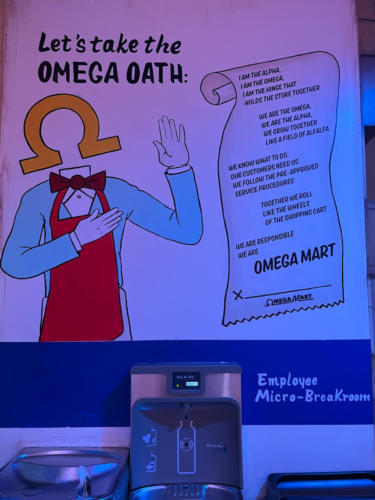 Let's take the
OMEGA OATH:
I AM THE ALPHA,
I AM THE OMEGA,
I AM THE HINGE THAT
HOLDS THE STORE TOGETHER
WE ARE THE OMEGA,
WE ARE THE ALPHA,
WE GROW TOGETHER
LIKE A FIELD OF ALFALFA
WE KNOW WHAT TO DO,
OUR CUSTOMERS NEED US
WE FOLLOW THE PRE-APPROVED
SERVICE PROCEDURES
TOGETHER WE ROLL
LIKE THE WHEELS
OF THE SHOPPING CART
WE ARE RESPONSIBLE
WE ARE
OMEGA MART
X
OMEGA MART
ELKAY
Employee
Micro-Breakroom